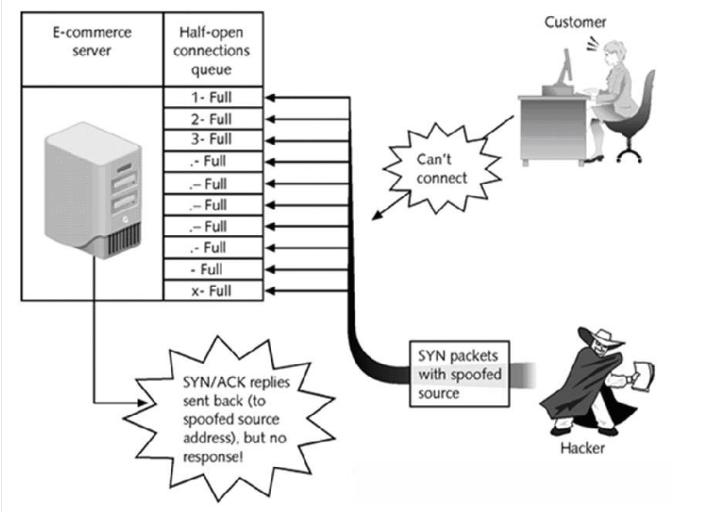 E-commerce
server
Half-open
connections
queue
1- Full
2- Full
3- Full
.- Full
.– Full
.– Full
.– Full
.- Full
- Full
x- Full
Customer
Can't
connect
SYN packets
with spoofed
source
SYN/ACK replies
sent back (to
spoofed source
address), but no
response!
Hacker